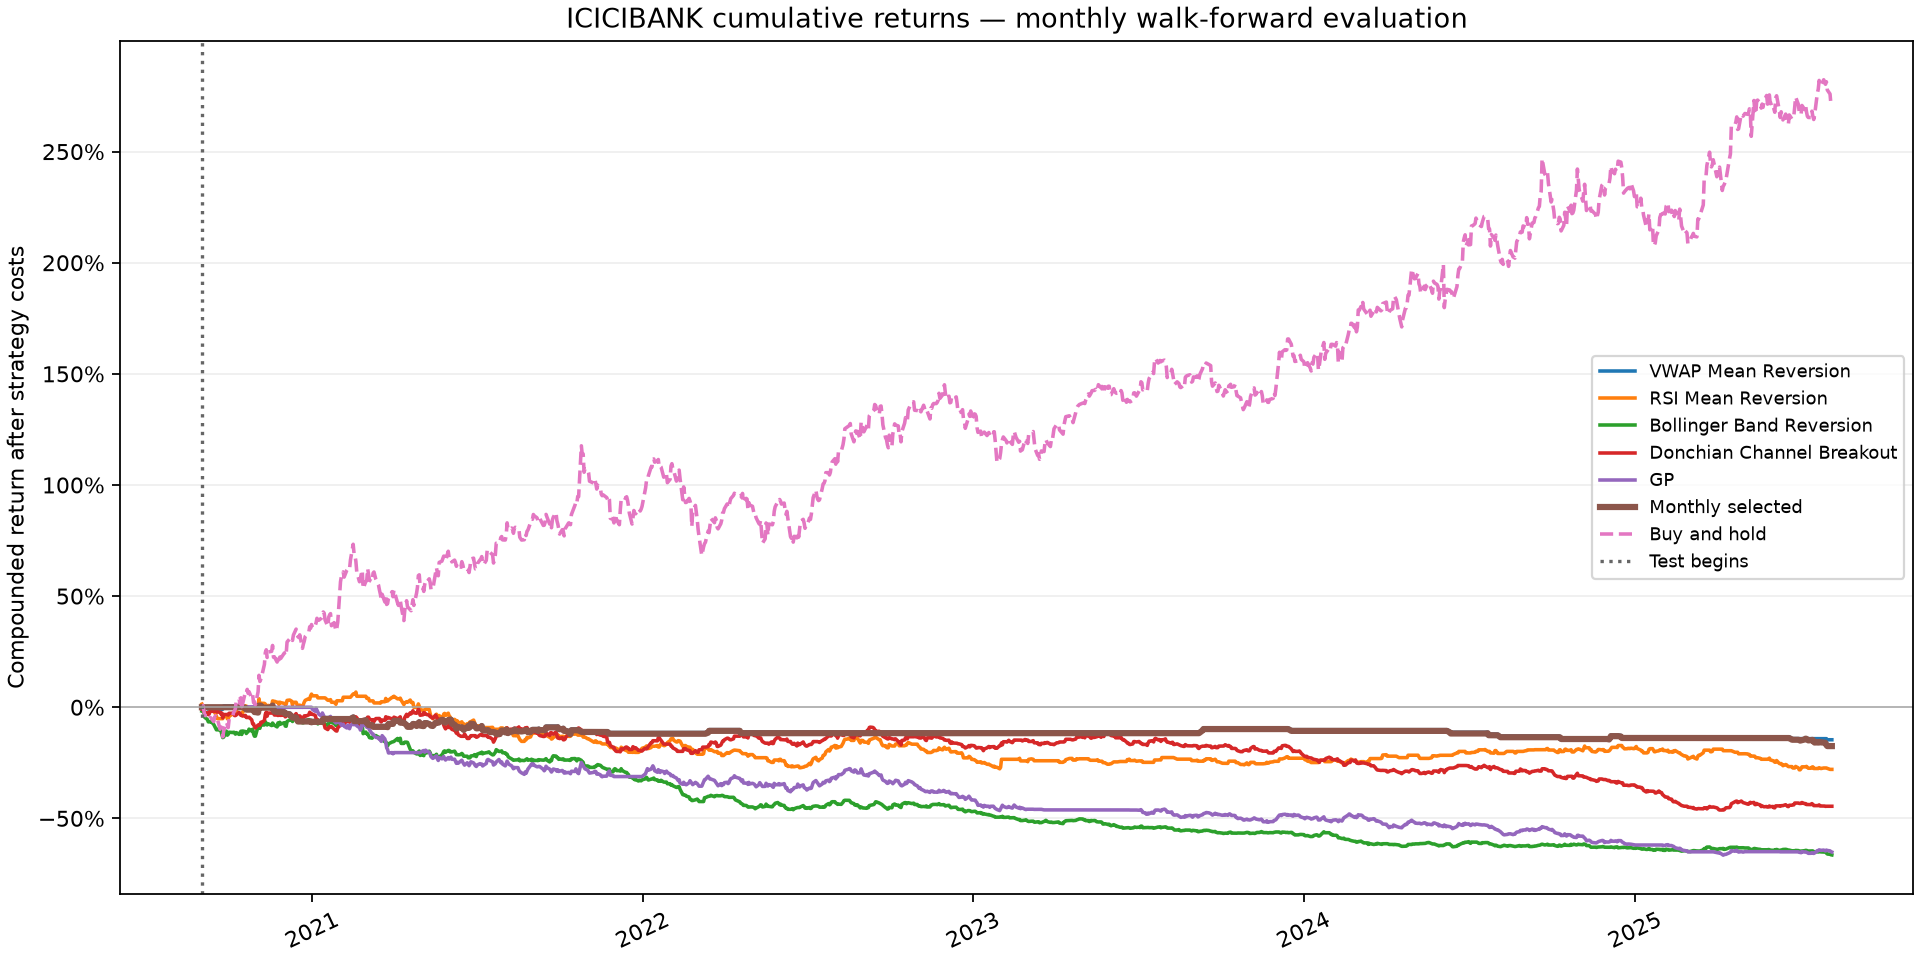 ICICIBANK cumulative returns — monthly walk-forward evaluation
Compounded return after strategy costs
250%
200%
150%
100%
50%
0%
−50%
VWAP Mean Reversion
RSI Mean Reversion
Bollinger Band Reversion
Donchian Channel Breakout
GP
Monthly selected
Buy and hold
Test begins
2021
2022
2023
2024
2025